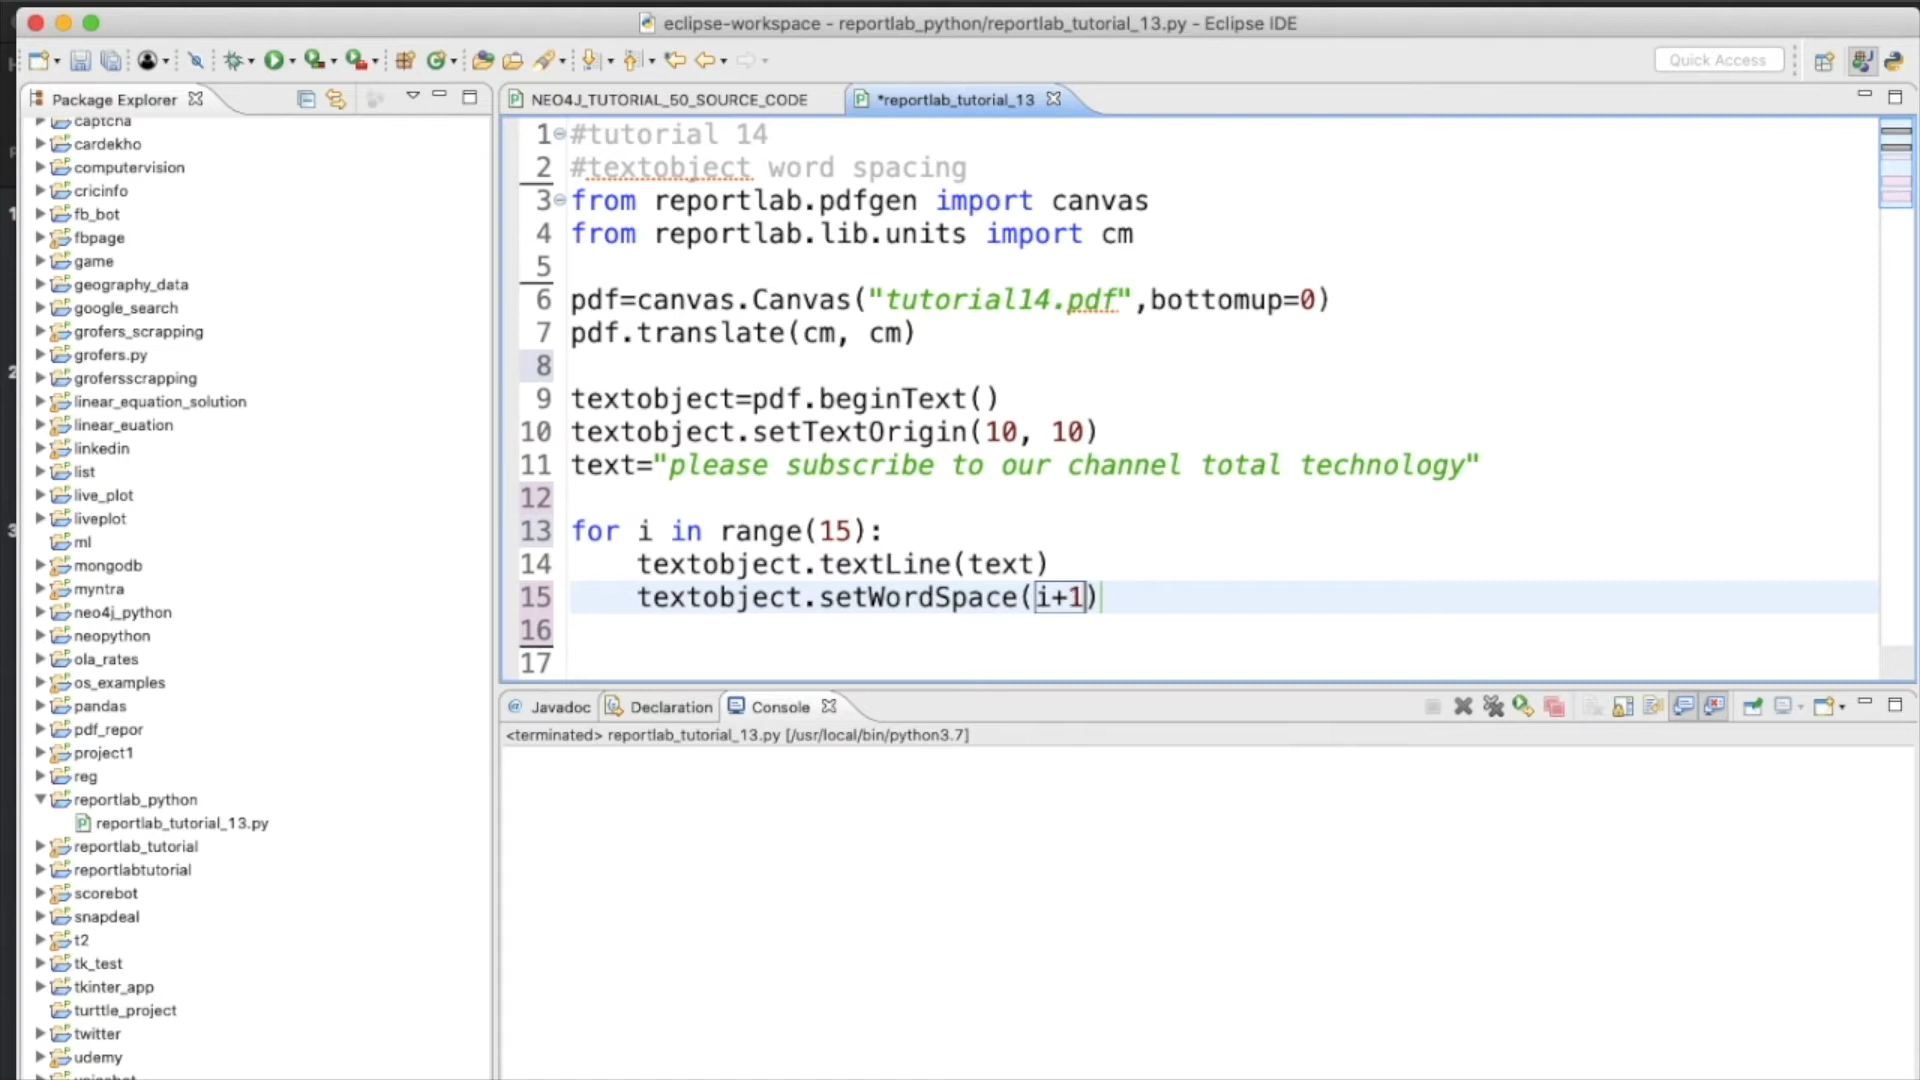 eclipse-workspace - reportlab_python/reportlab_tutorial_13.py - Eclipse IDE
Quick Access
Package Explorer
NEO4J_TUTORIAL_50_SOURCE_CODE
*reportlab_tutorial_13
captcha
cardekho
computervision
cricinfo
fb_bot
fbpage
game
geography_data
google_search
grofers_scrapping
grofers.py
grofersscrapping
linear_equation_solution
linear_euation
linkedin
list
live_plot
liveplot
ml
mongodb
myntra
neo4j_python
neopython
ola_rates
os_examples
pandas
pdf_repor
project1
reg
reportlab_python
reportlab_tutorial_13.py
reportlab_tutorial
reportlabtutorial
scorebot
snapdeal
t2
tk_test
tkinter_app
turttle_project
twitter
udemy
1 #tutorial 14
2 #textobject word spacing
3 from reportlab.pdfgen import canvas
4 from reportlab.lib.units import cm
5
6 pdf=canvas.Canvas("tutorial14.pdf",bottomup=0)
7 pdf.translate(cm, cm)
8
9 textobject=pdf.beginText()
10 textobject.setTextOrigin(10, 10)
11 text="please subscribe to our channel total technology"
12
13 for i in range(15):
14     textobject.textLine(text)
15     textobject.setWordSpace(i+1)
16
17
Javadoc
Declaration
Console
<terminated> reportlab_tutorial_13.py [/usr/local/bin/python3.7]